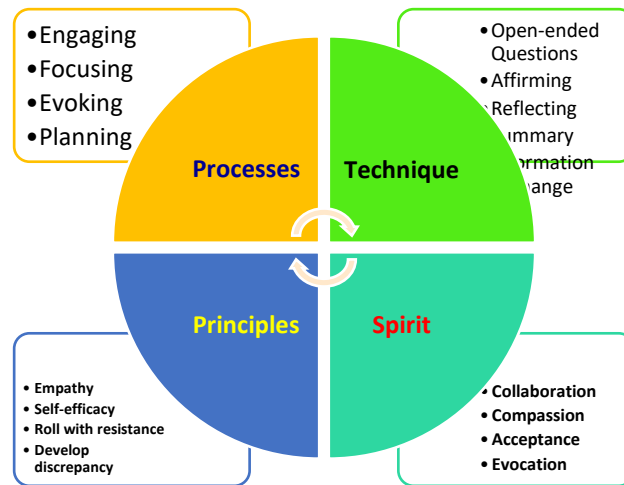 •Engaging
•Focusing
•Evoking
•Planning
Processes
•Open-ended
Questions
•Affirming
Reflecting
Technique
Principles
• Empathy
• Self-efficacy
• Roll with resistance
• Develop
discrepancy
Spirit
• Collaboration
• Compassion
• Acceptance
• Evocation